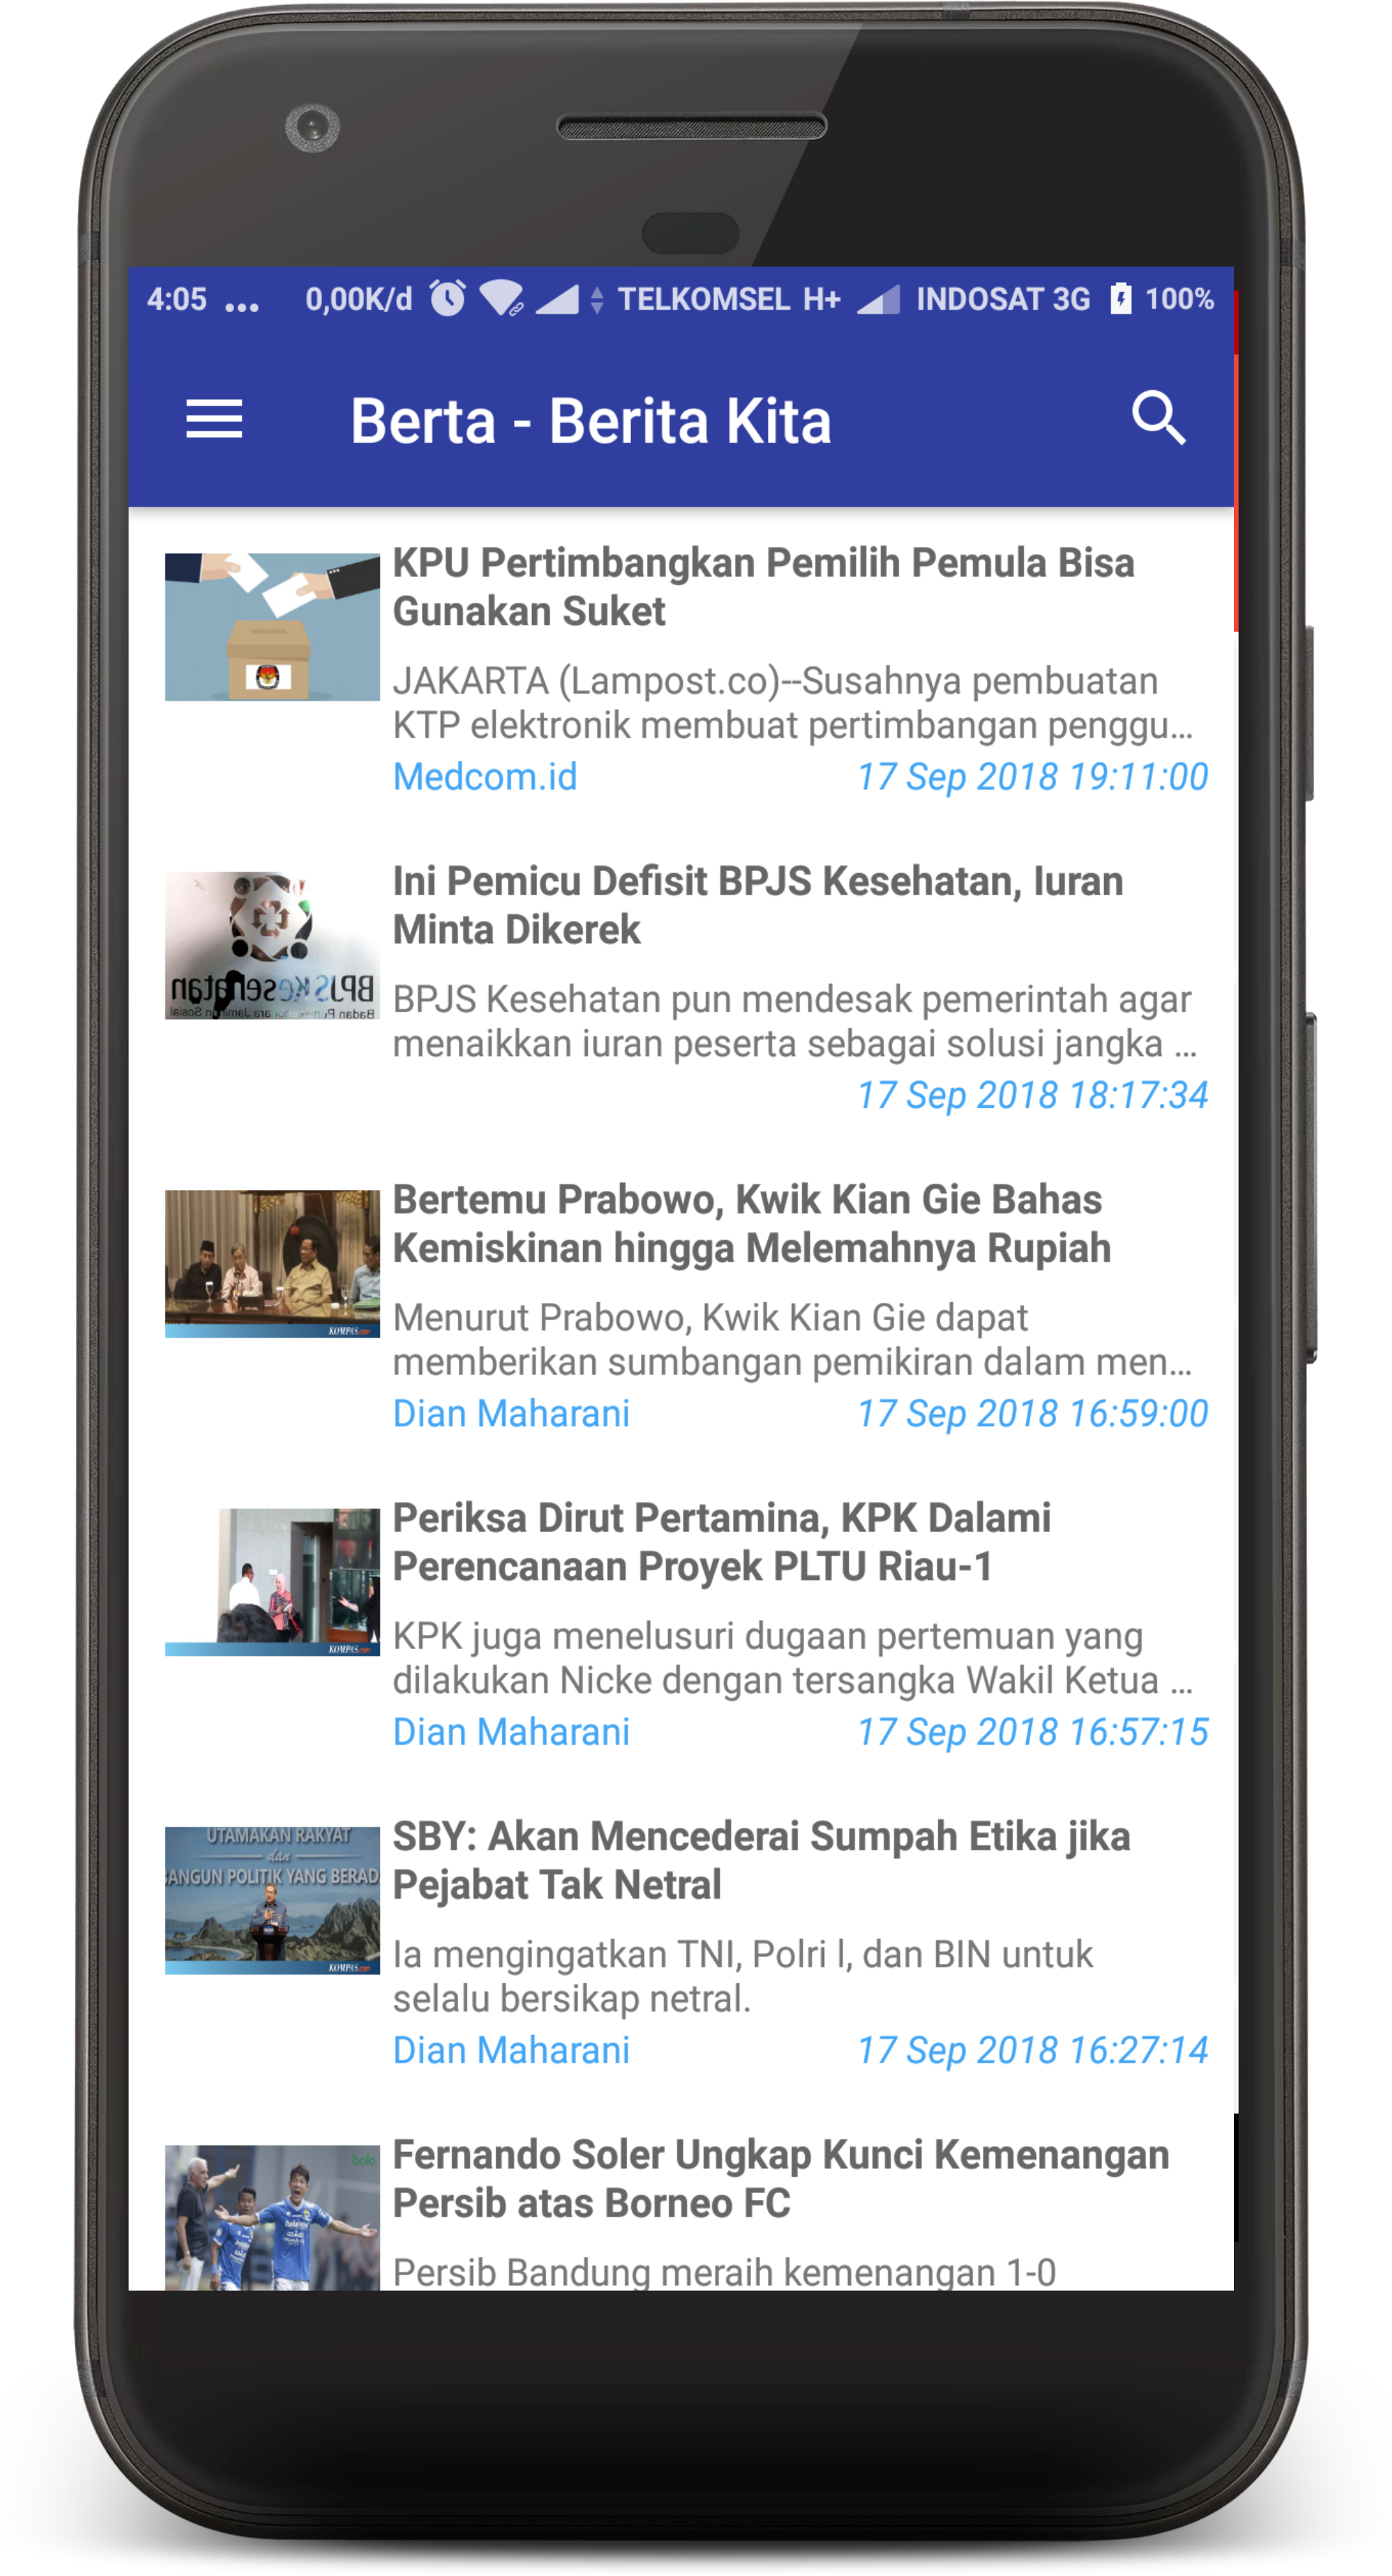 4:05 ... 0,00K/d TELKOMSEL H+ INDOSAT 3G 100%
Berta - Berita Kita
KPU Pertimbangkan Pemilih Pemula Bisa
Gunakan Suket
JAKARTA (Lampost.co)--Susahnya pembuatan
KTP elektronik membuat pertimbangan penggu...
Medcom.id 17 Sep 2018 19:11:00
Ini Pemicu Defisit BPJS Kesehatan, Iuran
Minta Dikerek
BPJS Kesehatan
BPJS Kesehatan pun mendesak pemerintah agar
menaikkan iuran peserta sebagai solusi jangka ...
17 Sep 2018 18:17:34
Bertemu Prabowo, Kwik Kian Gie Bahas
Kemiskinan hingga Melemahnya Rupiah
Menurut Prabowo, Kwik Kian Gie dapat
memberikan sumbangan pemikiran dalam men...
KOMPAS.com
Dian Maharani 17 Sep 2018 16:59:00
Periksa Dirut Pertamina, KPK Dalami
Perencanaan Proyek PLTU Riau-1
KPK juga menelusuri dugaan pertemuan yang
dilakukan Nicke dengan tersangka Wakil Ketua ...
KOMPAS.com
Dian Maharani 17 Sep 2018 16:57:15
UTAMAKAN RAKYAT
dan
ANGUN POLITIK YANG BERAD
KOMPAS.com
SBY: Akan Mencederai Sumpah Etika jika
Pejabat Tak Netral
Ia mengingatkan TNI, Polri l, dan BIN untuk
selalu bersikap netral.
Dian Maharani 17 Sep 2018 16:27:14
bola
Fernando Soler Ungkap Kunci Kemenangan
Persib atas Borneo FC
Persib Bandung meraih kemenangan 1-0